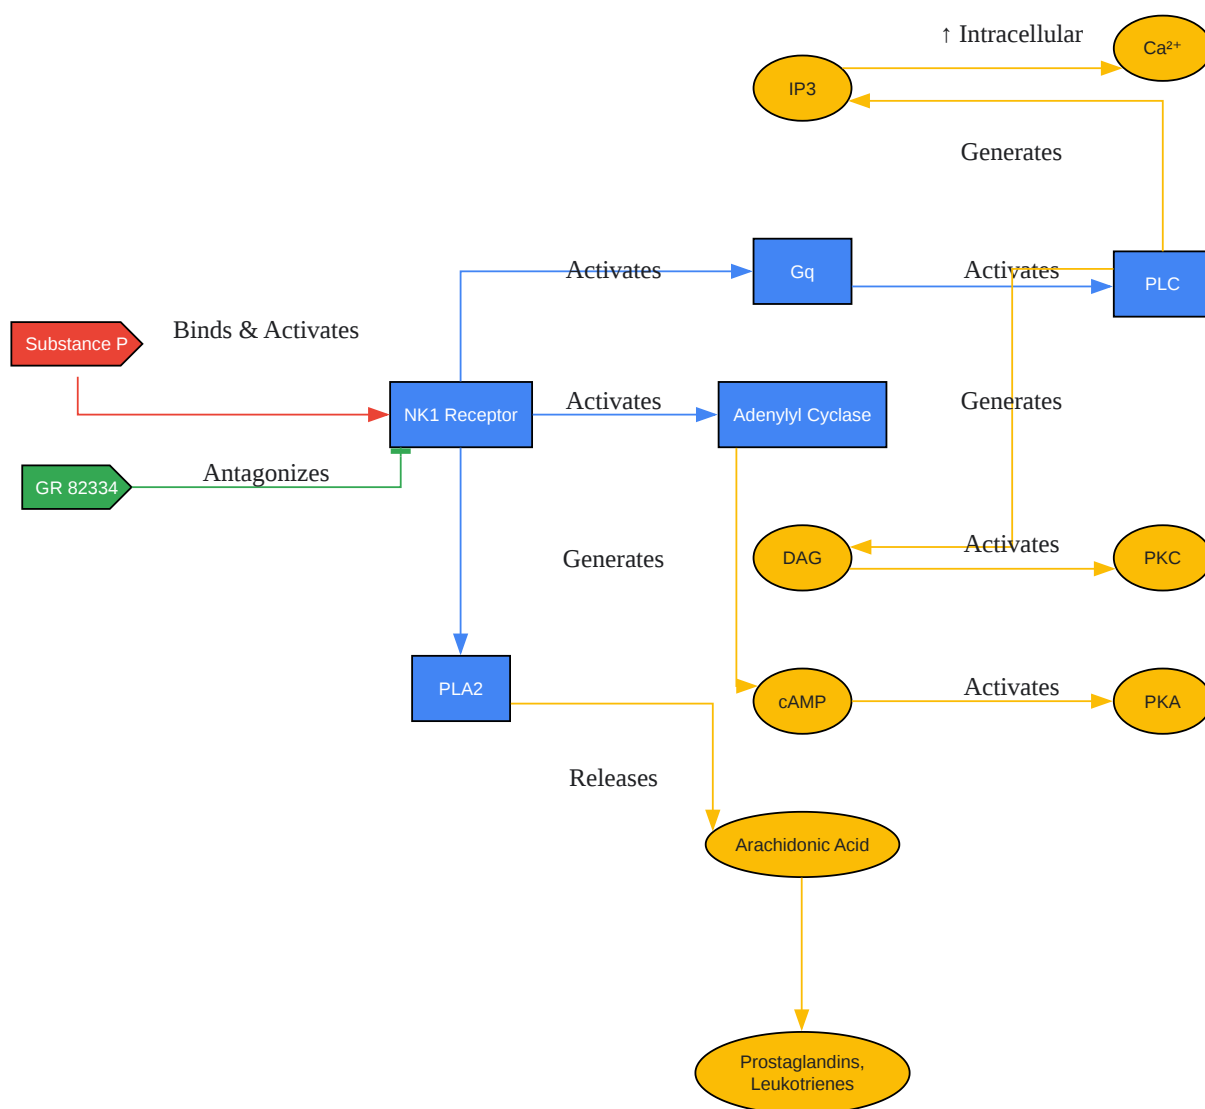 ↑ Intracellular
Ca²⁺
IP3
Generates
Activates
Gq
Activates
PLC
Binds & Activates
Substance P
NK1 Receptor
Activates
Adenylyl Cyclase
Generates
Antagonizes
GR 82334
Generates
DAG
Activates
PKC
PLA2
cAMP
Activates
PKA
Releases
Arachidonic Acid
Prostaglandins,
Leukotrienes